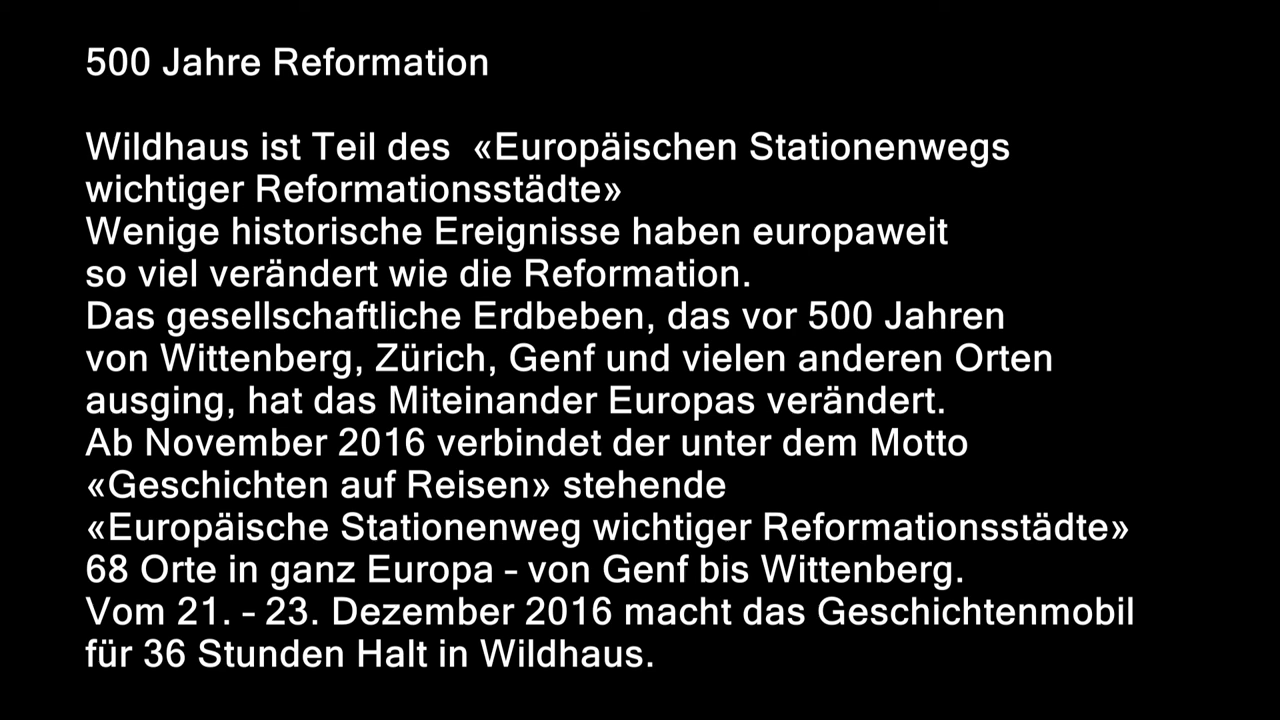 500 Jahre Reformation
Wildhaus ist Teil des «Europäischen Stationenwegs
wichtiger Reformationsstädte»
Wenige historische Ereignisse haben europaweit
so viel verändert wie die Reformation.
Das gesellschaftliche Erdbeben, das vor 500 Jahren
von Wittenberg, Zürich, Genf und vielen anderen Orten
ausging, hat das Miteinander Europas verändert.
Ab November 2016 verbindet der unter dem Motto
«Geschichten auf Reisen» stehende
«Europäische Stationenweg wichtiger Reformationsstädte»
68 Orte in ganz Europa – von Genf bis Wittenberg.
Vom 21. – 23. Dezember 2016 macht das Geschichtenmobil
für 36 Stunden Halt in Wildhaus.